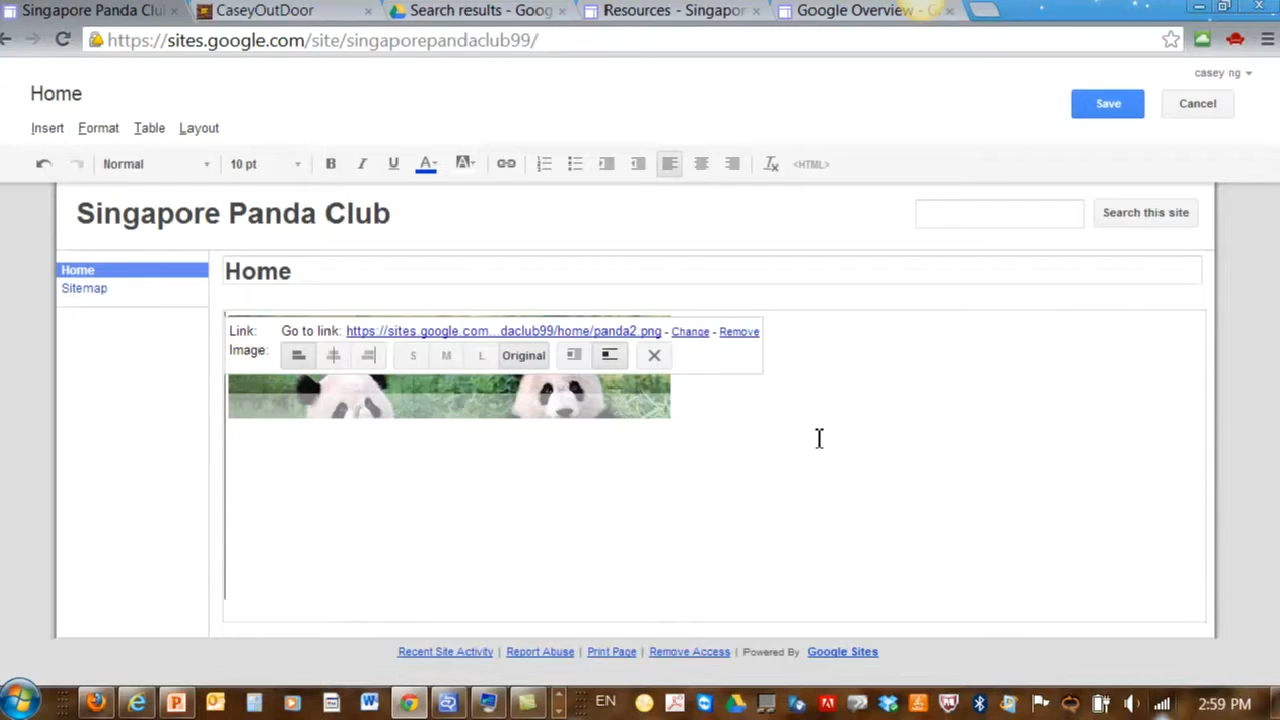 Singapore Panda Clu
CaseyOutDoor
Search results - Goog
Resources - Singapor
Google Overview - G
https://sites.google.com/site/singaporepandaclub99/
casey ng
Home
Save
Cancel
Insert
Format
Table
Layout
Normal
10 pt
B
I
U
A
A
<HTML>
Singapore Panda Club
Search this site
Home
Sitemap
Home
Link: Go to link: https://sites.google.com...daclub99/home/panda2.png - Change - Remove
Image:
S
M
L
Original
Recent Site Activity | Report Abuse | Print Page | Remove Access | Powered By Google Sites
EN
2:59 PM